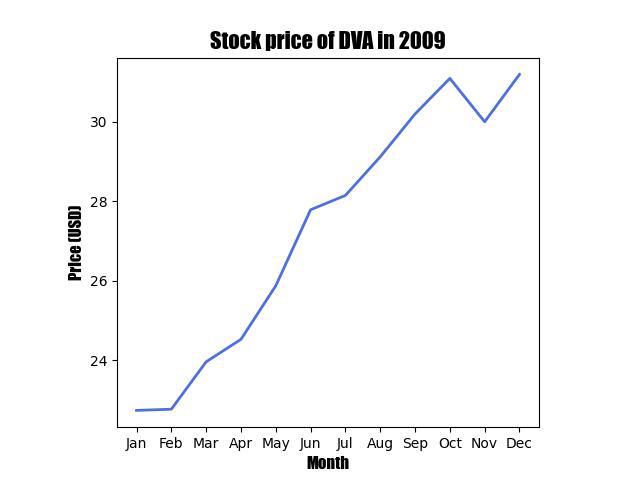 Stock price of DVA in 2009
Price (USD)
30
28
26
24
Jan Feb Mar Apr May Jun Jul Aug Sep Oct Nov Dec
Month